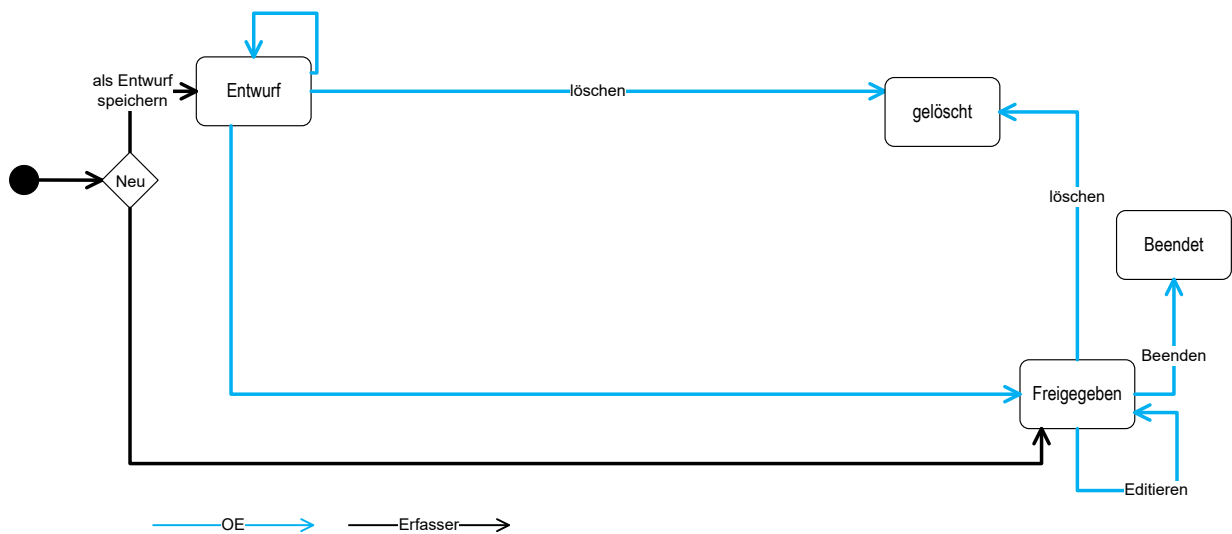 als Entwurf
speichern
Entwurf
löschen
gelöscht
Neu
löschen
Beendet
Beenden
Freigegeben
Editieren
OE
Erfasser